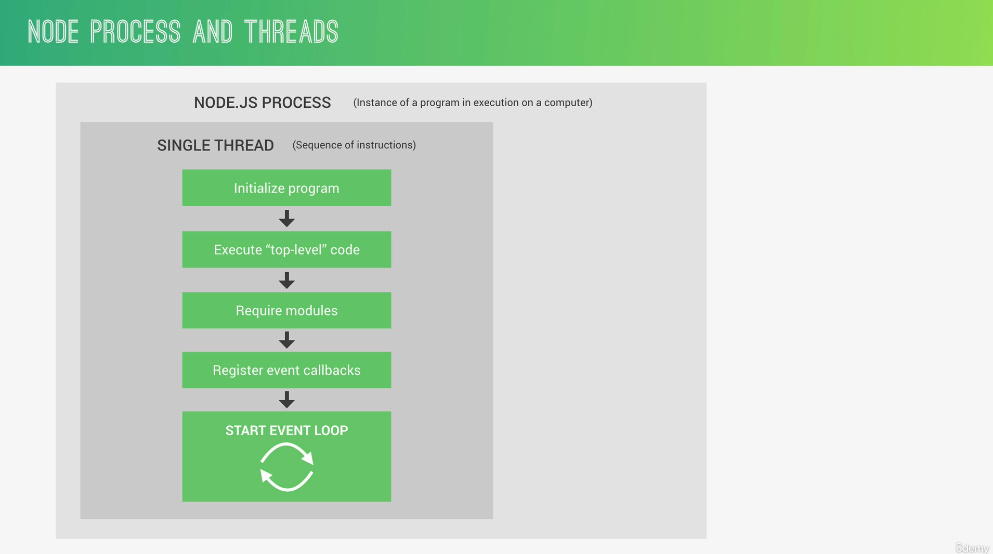 NODE PROCESS AND THREADS
NODE.JS PROCESS (Instance of a program in execution on a computer)
SINGLE THREAD (Sequence of instructions)
Initialize program
Execute “top-level” code
Require modules
Register event callbacks
START EVENT LOOP
ûdemy